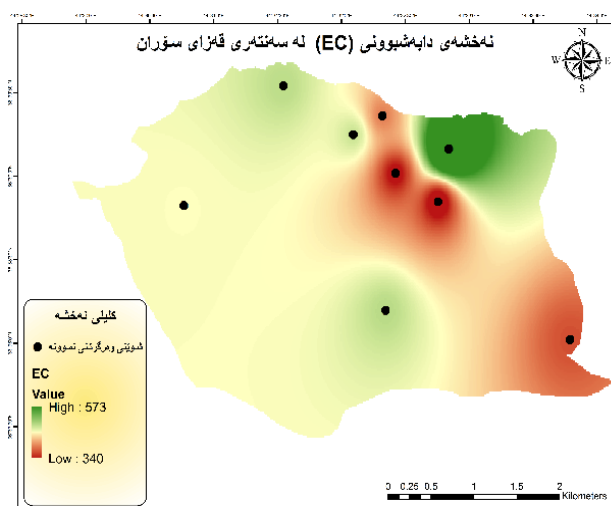 نەخشەی دابەشبوونی (EC) لە سەنتەری قەزای سۆران
N
W E
S
کلیلی نەخشە
شوێنی وەرگرتنی نموونە
EC
Value
High : 573
Low : 340
0 0.25 0.5 1 1.5 2
Kilometers